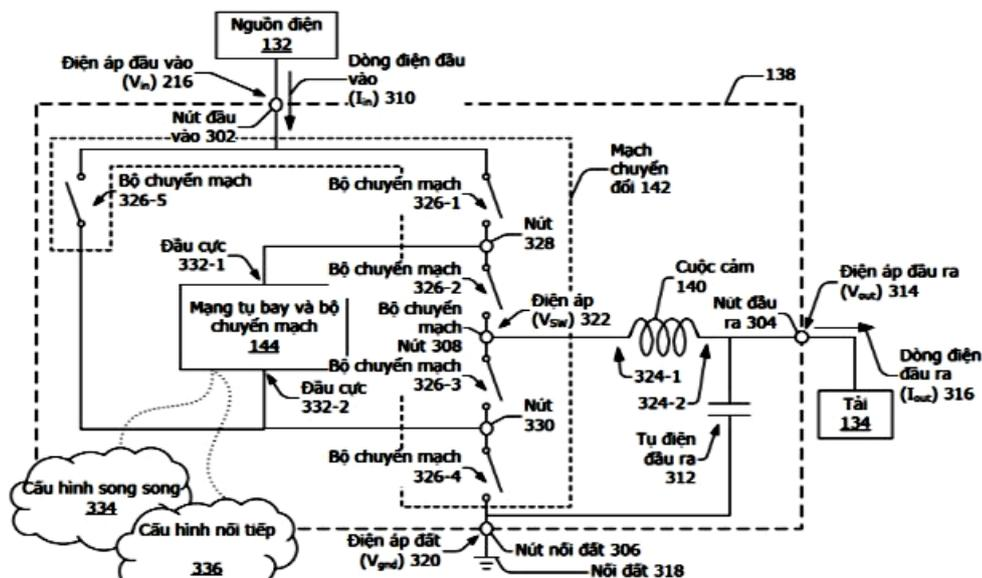 Nguồn điện
132
Điện áp đầu vào
(Vin) 216
Dòng điện đầu
vào
(Iin) 310
138
Nút đầu
vào 302
Mạch
chuyển
đổi 142
Bộ chuyển mạch
326-5
Bộ chuyển mạch
326-1
Nút
328
Đầu cực
332-1
Bộ chuyển mạch
326-2
Cuộc cảm
140
Điện áp đầu ra
(Vout) 314
Mạng tụ bay và bộ
chuyển mạch
144
Bộ chuyển
mạch
Nút 308
Điện áp
(VSW) 322
Nút đầu
ra 304
Bộ chuyển mạch
326-3
324-1
324-2
Dòng điện
đầu ra
(Iout) 316
Đầu cực
332-2
Nút
330
Tải
134
Tụ điện
đầu ra
312
Bộ chuyển mạch
326-4
Cấu hình song song
334
Cấu hình nối tiếp
336
Điện áp đất
(Vgnd) 320
Nút nối đất 306
Nối đất 318